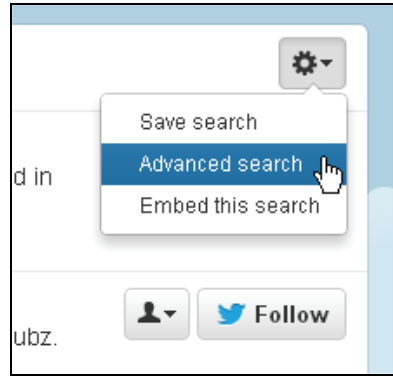 Save search
Advanced search
d in
Embed this search
Follow
ubz.